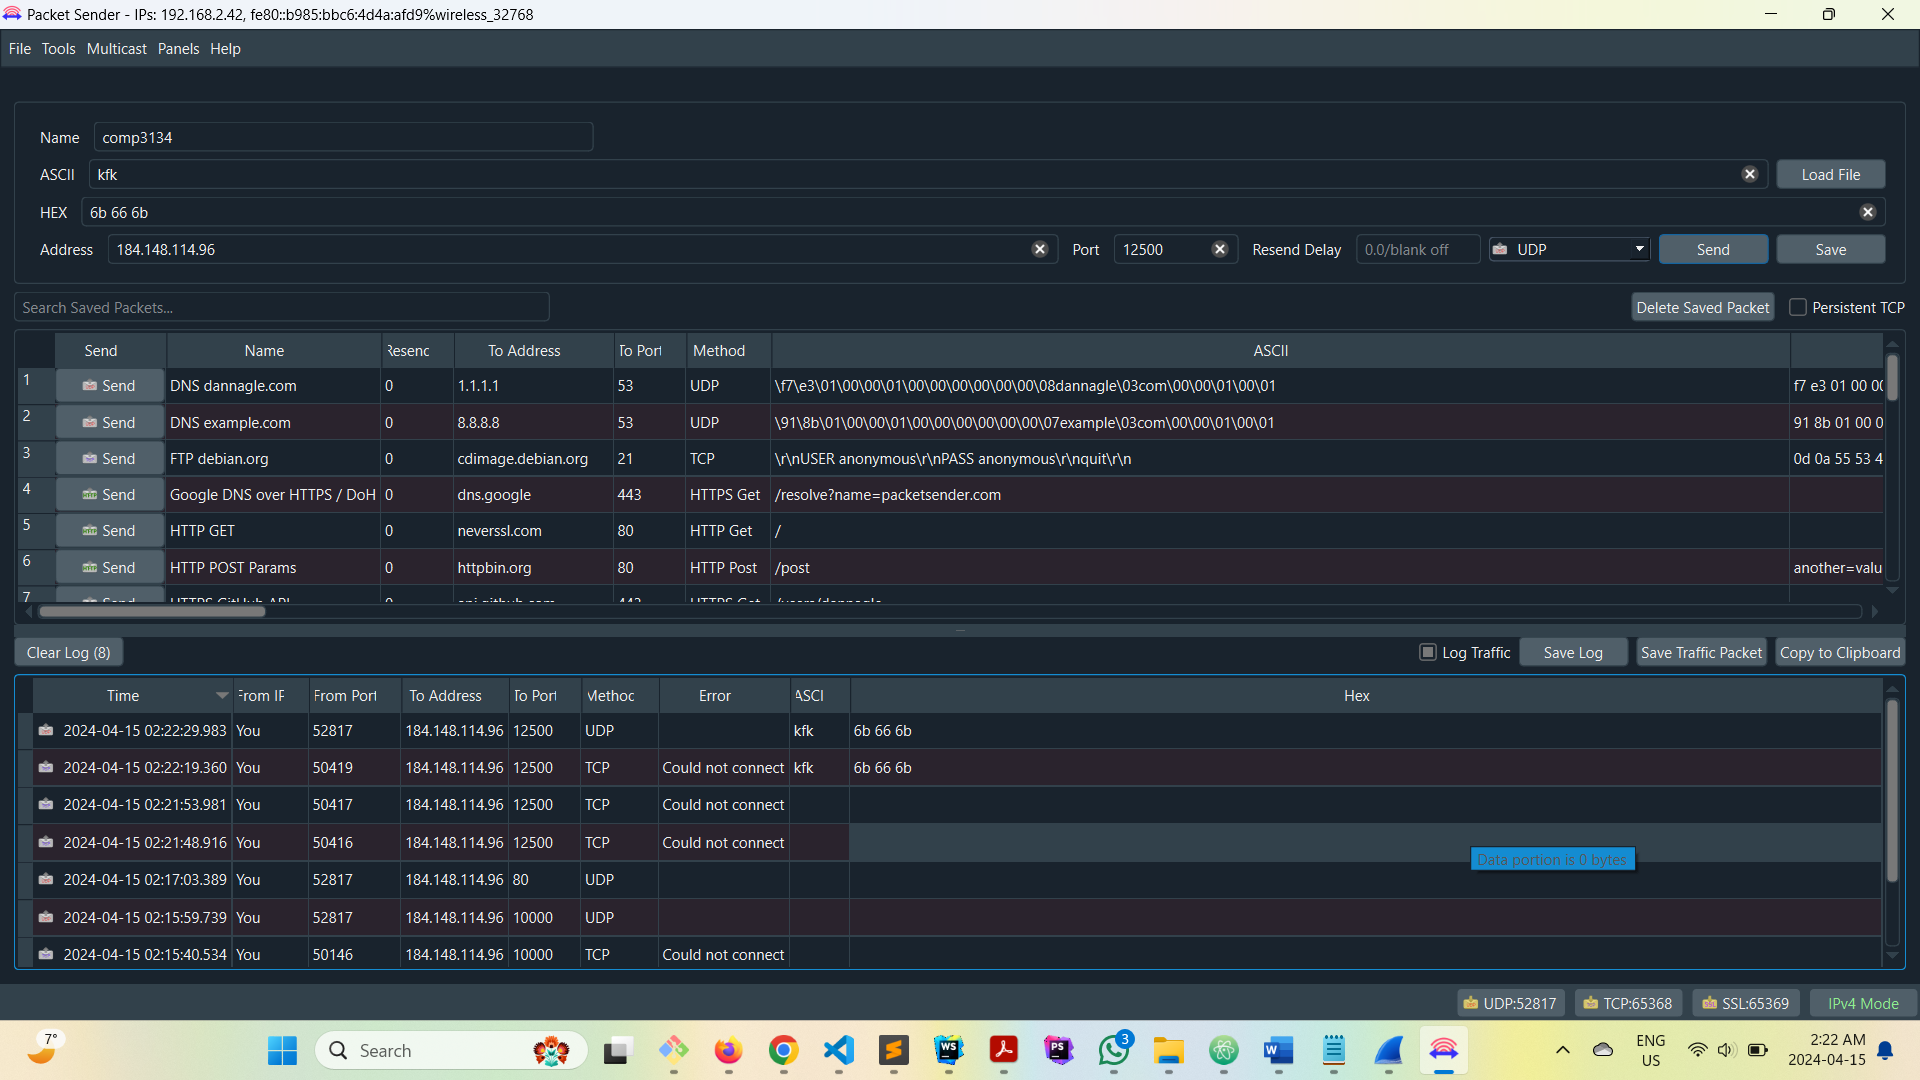 Packet Sender - IPs: 192.168.2.42, fe80::b985:bbc6:4d4a:afd9%wireless_32768
File Tools Multicast Panels Help
Name comp3134
ASCII kfk Load File
HEX 6b 66 6b
Address 184.148.114.96 Port 12500 Resend Delay 0.0/blank off UDP Send Save
Search Saved Packets... Delete Saved Packet Persistent TCP
Send Name Resend To Address To Port Method ASCII
1 Send DNS dannagle.com 0 1.1.1.1 53 UDP \f7\e3\01\00\00\01\00\00\00\00\00\00\08dannagle\03com\00\00\01\00\01 f7 e3 01 00 00
2 Send DNS example.com 0 8.8.8.8 53 UDP \91\8b\01\00\00\01\00\00\00\00\00\00\07example\03com\00\00\01\00\01 91 8b 01 00 0
3 Send FTP debian.org 0 cdimage.debian.org 21 TCP \r\nUSER anonymous\r\nPASS anonymous\r\nquit\r\n 0d 0a 55 53 4
4 Send Google DNS over HTTPS / DoH 0 dns.google 443 HTTPS Get /resolve?name=packetsender.com
5 Send HTTP GET 0 neverssl.com 80 HTTP Get /
6 Send HTTP POST Params 0 httpbin.org 80 HTTP Post /post another=valu
7 Send HTTPS GitHub API 0 api.github.com 443 HTTPS Get /users/dannagle
Clear Log (8) Log Traffic Save Log Save Traffic Packet Copy to Clipboard
Time From IP From Port To Address To Port Method Error ASCI Hex
2024-04-15 02:22:29.983 You 52817 184.148.114.96 12500 UDP kfk 6b 66 6b
2024-04-15 02:22:19.360 You 50419 184.148.114.96 12500 TCP Could not connect kfk 6b 66 6b
2024-04-15 02:21:53.981 You 50417 184.148.114.96 12500 TCP Could not connect
2024-04-15 02:21:48.916 You 50416 184.148.114.96 12500 TCP Could not connect
Data portion is 0 bytes
2024-04-15 02:17:03.389 You 52817 184.148.114.96 80 UDP
2024-04-15 02:15:59.739 You 52817 184.148.114.96 10000 UDP
2024-04-15 02:15:40.534 You 50146 184.148.114.96 10000 TCP Could not connect
UDP:52817 TCP:65368 SSL:65369 IPv4 Mode
7° Search WS PS 3 W ENG 2:22 AM
US 2024-04-15